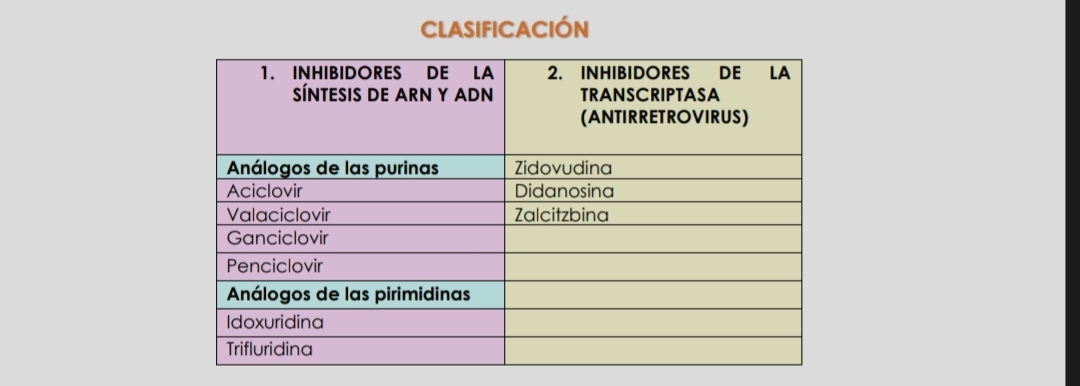 CLASIFICACIÓN
1. INHIBIDORES DE LA
SÍNTESIS DE ARN Y ADN
2. INHIBIDORES DE LA
TRANSCRIPTASA
(ANTIRRETROVIRUS)
Análogos de las purinas
Zidovudina
Aciclovir
Didanosina
Valaciclovir
Zalcitzbina
Ganciclovir
Penciclovir
Análogos de las pirimidinas
Idoxuridina
Trifluridina